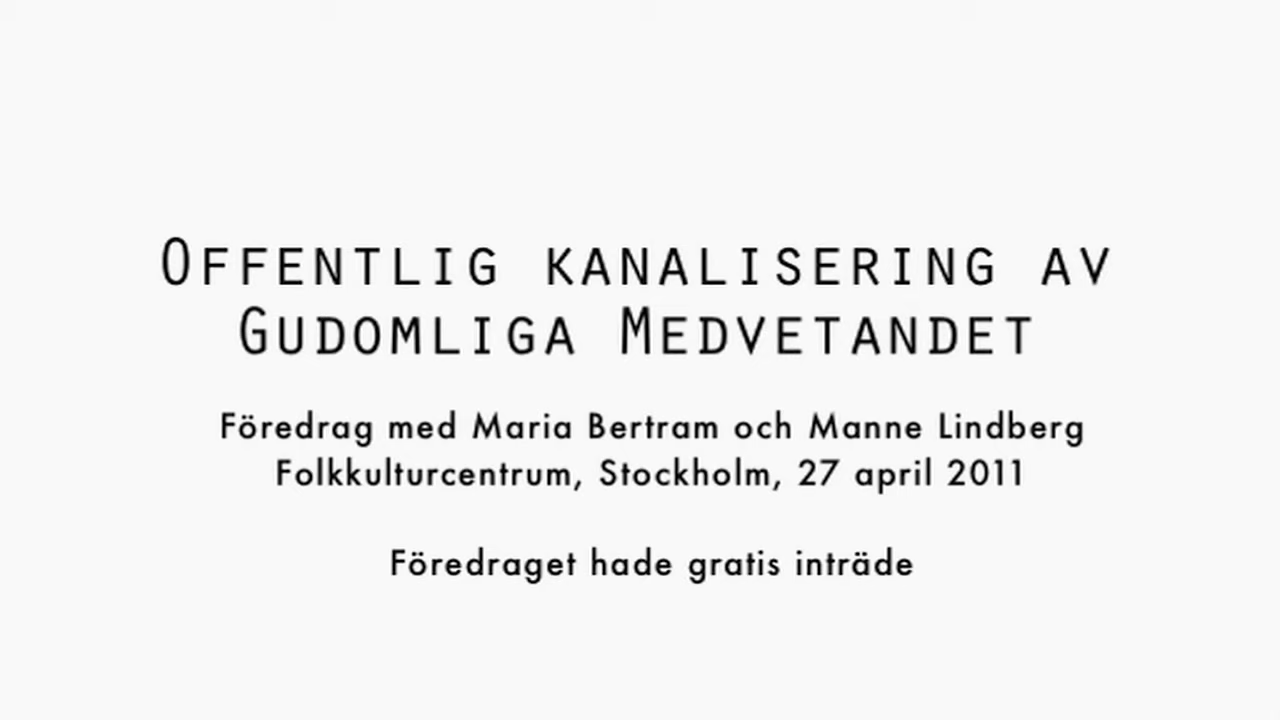 Offentlig kanalisering av
Gudomliga Medvetandet
Föredrag med Maria Bertram och Manne Lindberg
Folkkulturcentrum, Stockholm, 27 april 2011
Föredraget hade gratis inträde